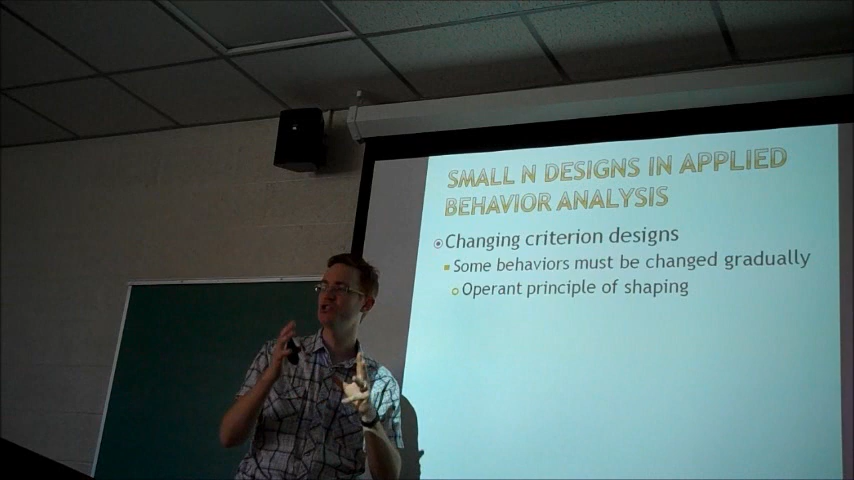 SMALL N DESIGNS IN APPLIED
BEHAVIOR ANALYSIS
Changing criterion designs
Some behaviors must be changed gradually
Operant principle of shaping